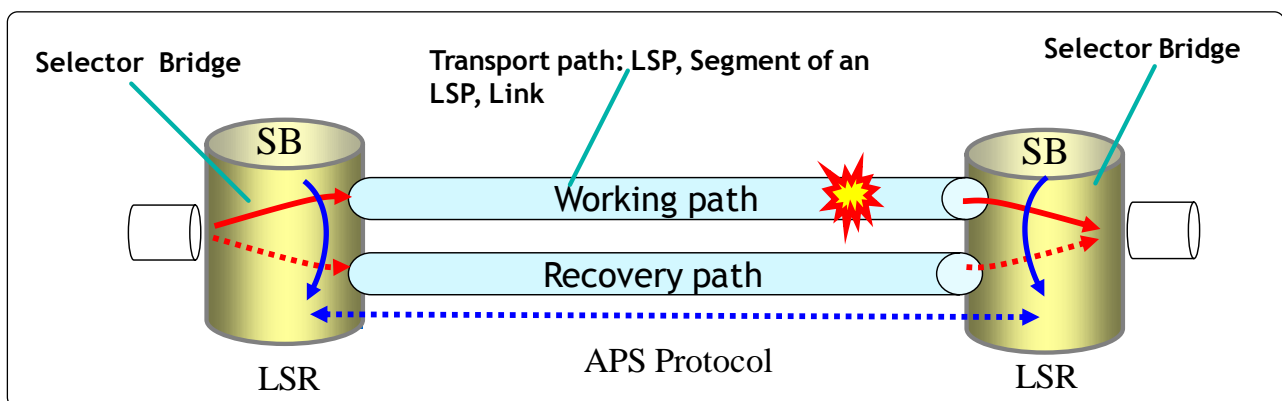 Selector Bridge
Transport path: LSP, Segment of an
LSP, Link
Selector Bridge
SB
SB
Working path
Recovery path
APS Protocol
LSR
LSR